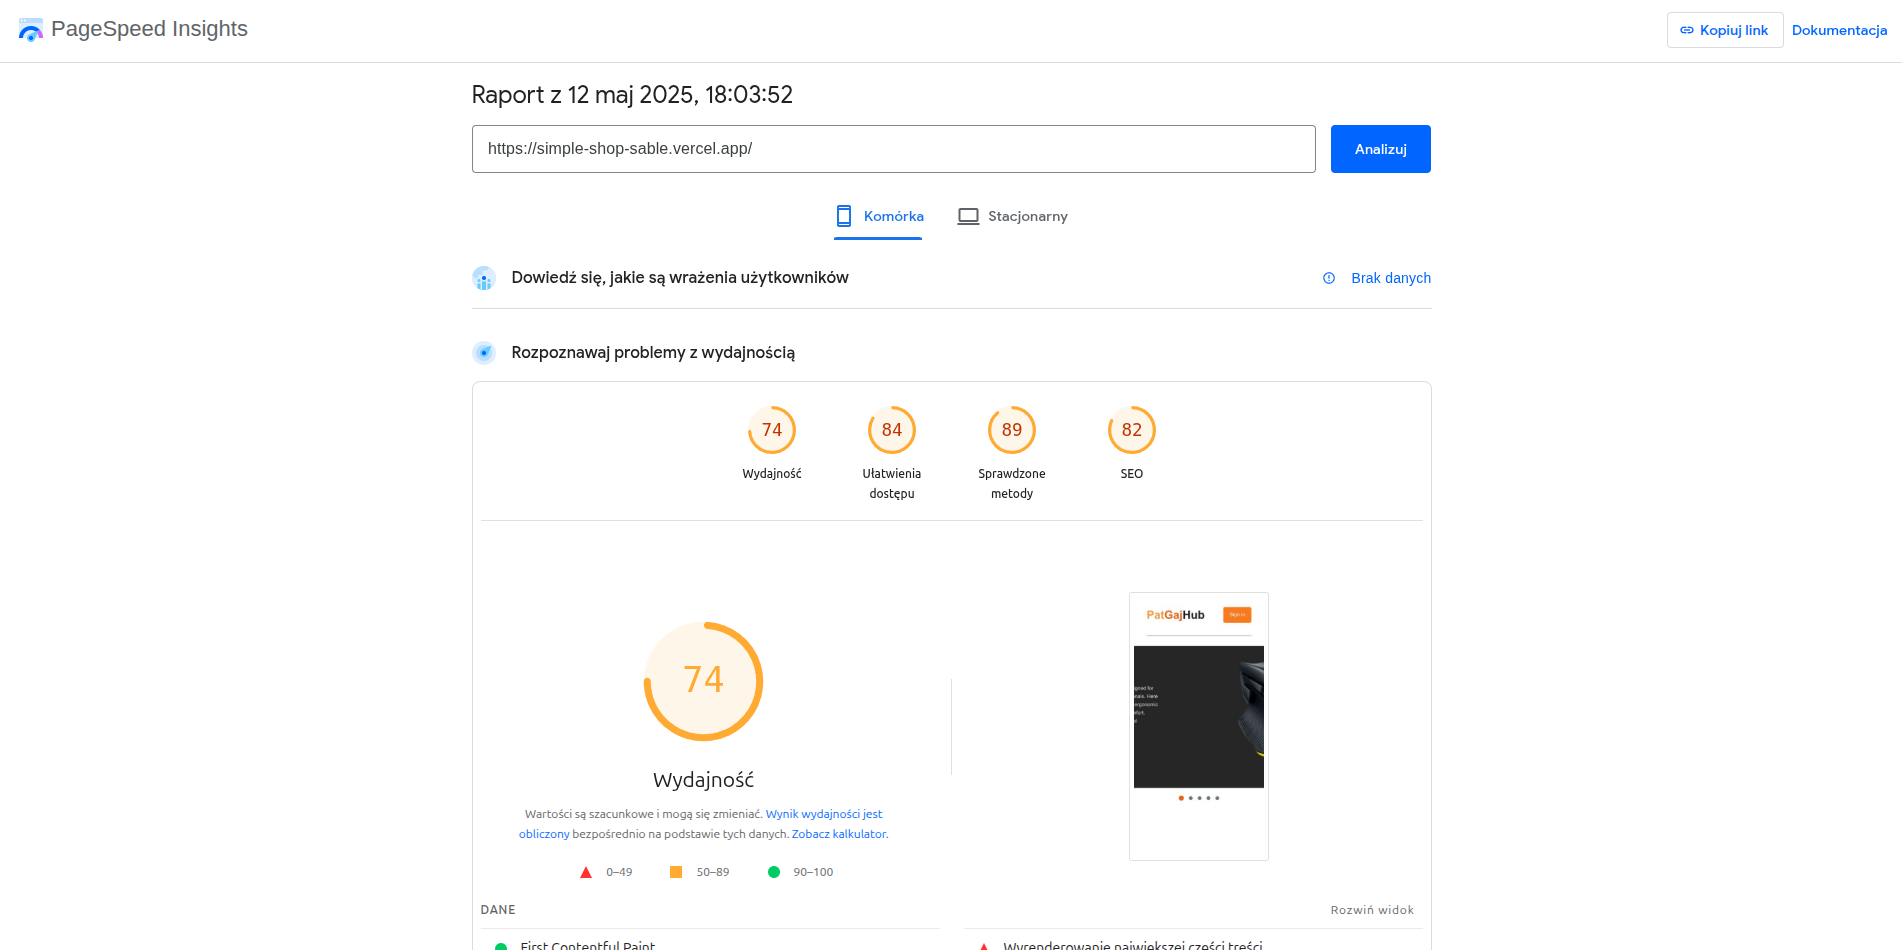 PageSpeed Insights
Kopiuj link
Dokumentacja
Raport z 12 maj 2025, 18:03:52
https://simple-shop-sable.vercel.app/
Analizuj
Komórka
Stacjonarny
Dowiedź się, jakie są wrażenia użytkowników
Brak danych
Rozpoznawaj problemy z wydajnością
74
84
89
82
Wydajność
Ułatwienia dostępu
Sprawdzone metody
SEO
PatGajHub
Sign in
74
Wydajność
Wartości są szacunkowe i mogą się zmieniać. Wynik wydajności jest
obliczony bezpośrednio na podstawie tych danych. Zobacz kalkulator.
0–49
50–89
90–100
DANE
Rozwiń widok
First Contentful Paint
Wyrenderowanie największej części treści